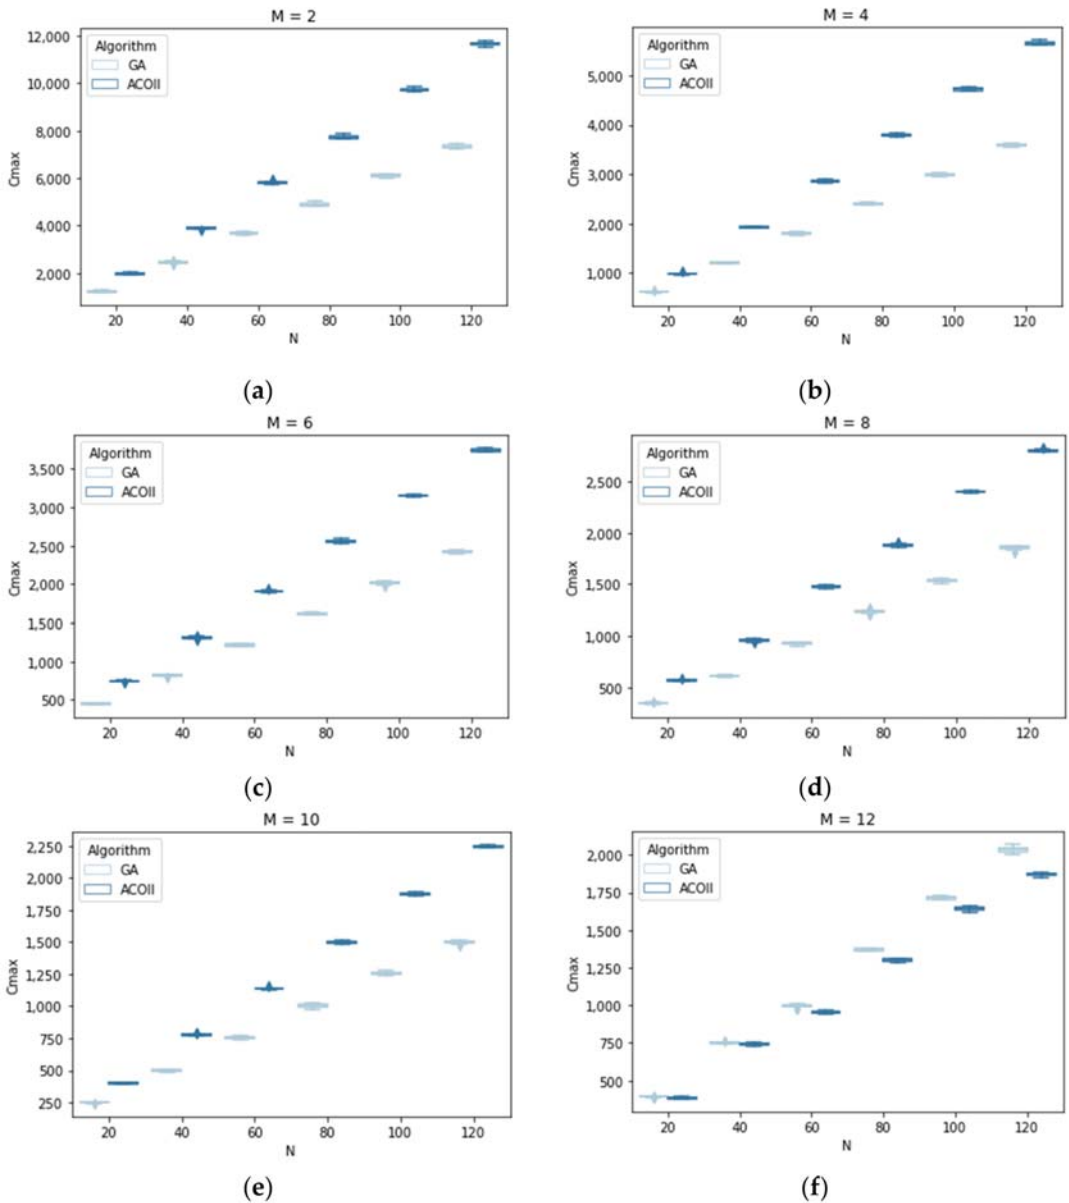 M = 2
Algorithm
GA
ACOII
12,000
10,000
8,000
6,000
4,000
2,000
Cmax
20 40 60 80 100 120
N
(a)
M = 4
Algorithm
GA
ACOII
5,000
4,000
3,000
2,000
1,000
Cmax
20 40 60 80 100 120
N
(b)
M = 6
Algorithm
GA
ACOII
3,500
3,000
2,500
2,000
1,500
1,000
500
Cmax
20 40 60 80 100 120
N
(c)
M = 8
Algorithm
GA
ACOII
2,500
2,000
1,500
1,000
500
Cmax
20 40 60 80 100 120
N
(d)
M = 10
Algorithm
GA
ACOII
2,250
2,000
1,750
1,500
1,250
1,000
750
500
250
Cmax
20 40 60 80 100 120
N
(e)
M = 12
Algorithm
GA
ACOII
2,000
1,750
1,500
1,250
1,000
750
500
Cmax
20 40 60 80 100 120
N
(f)